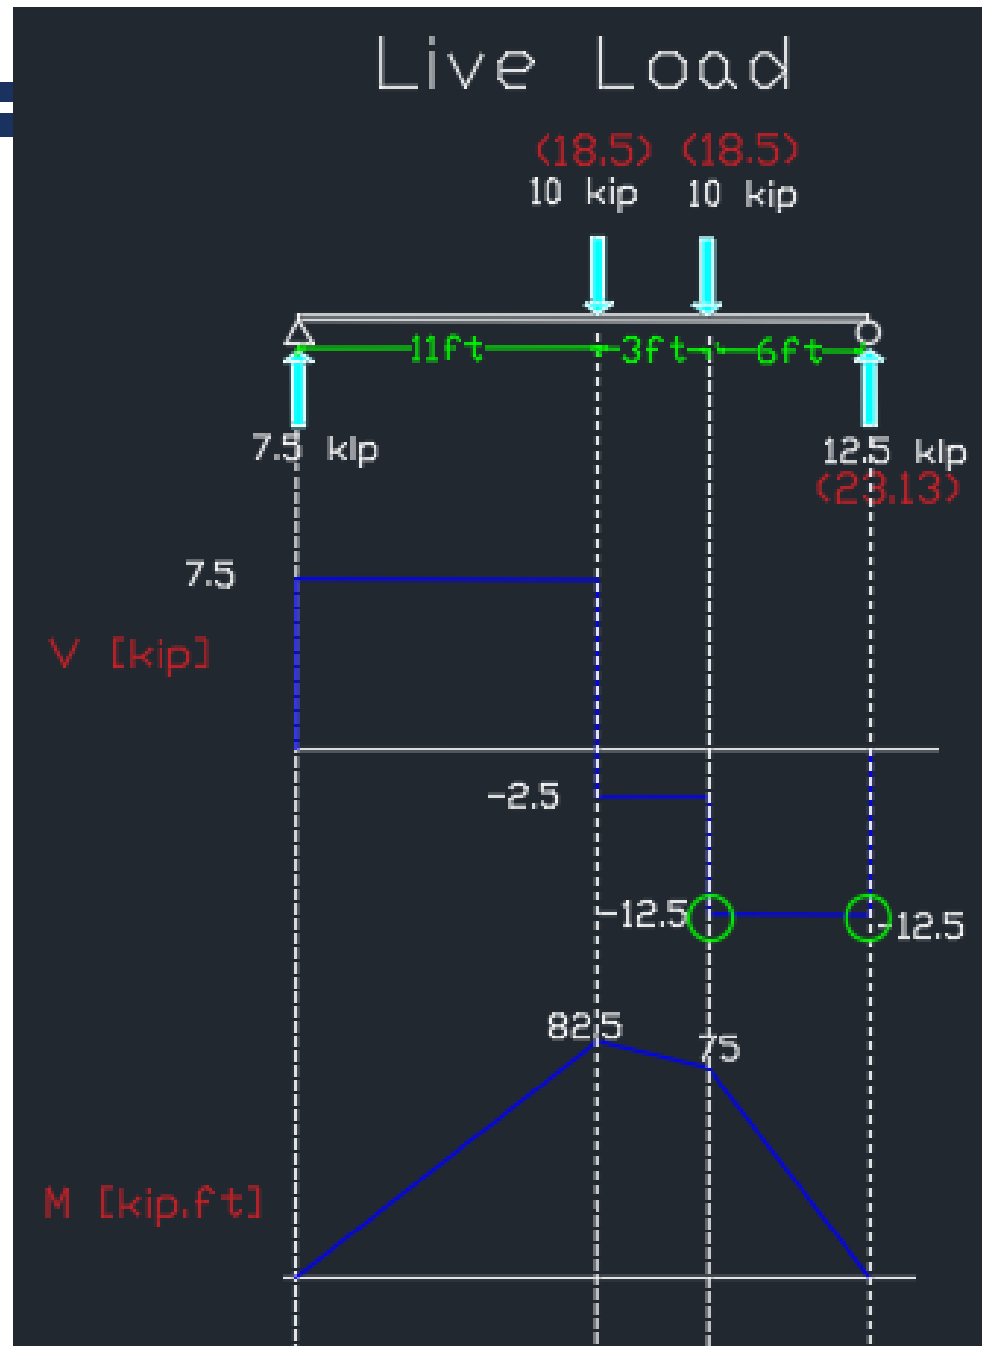 Live Load
(18.5) (18.5)
10 kip 10 kip
11ft 3ft 6ft
7.5 kip 12.5 kip
(23.13)
7.5
V [kip]
-2.5
-12.5 -12.5
82.5
75
M [kip.ft]